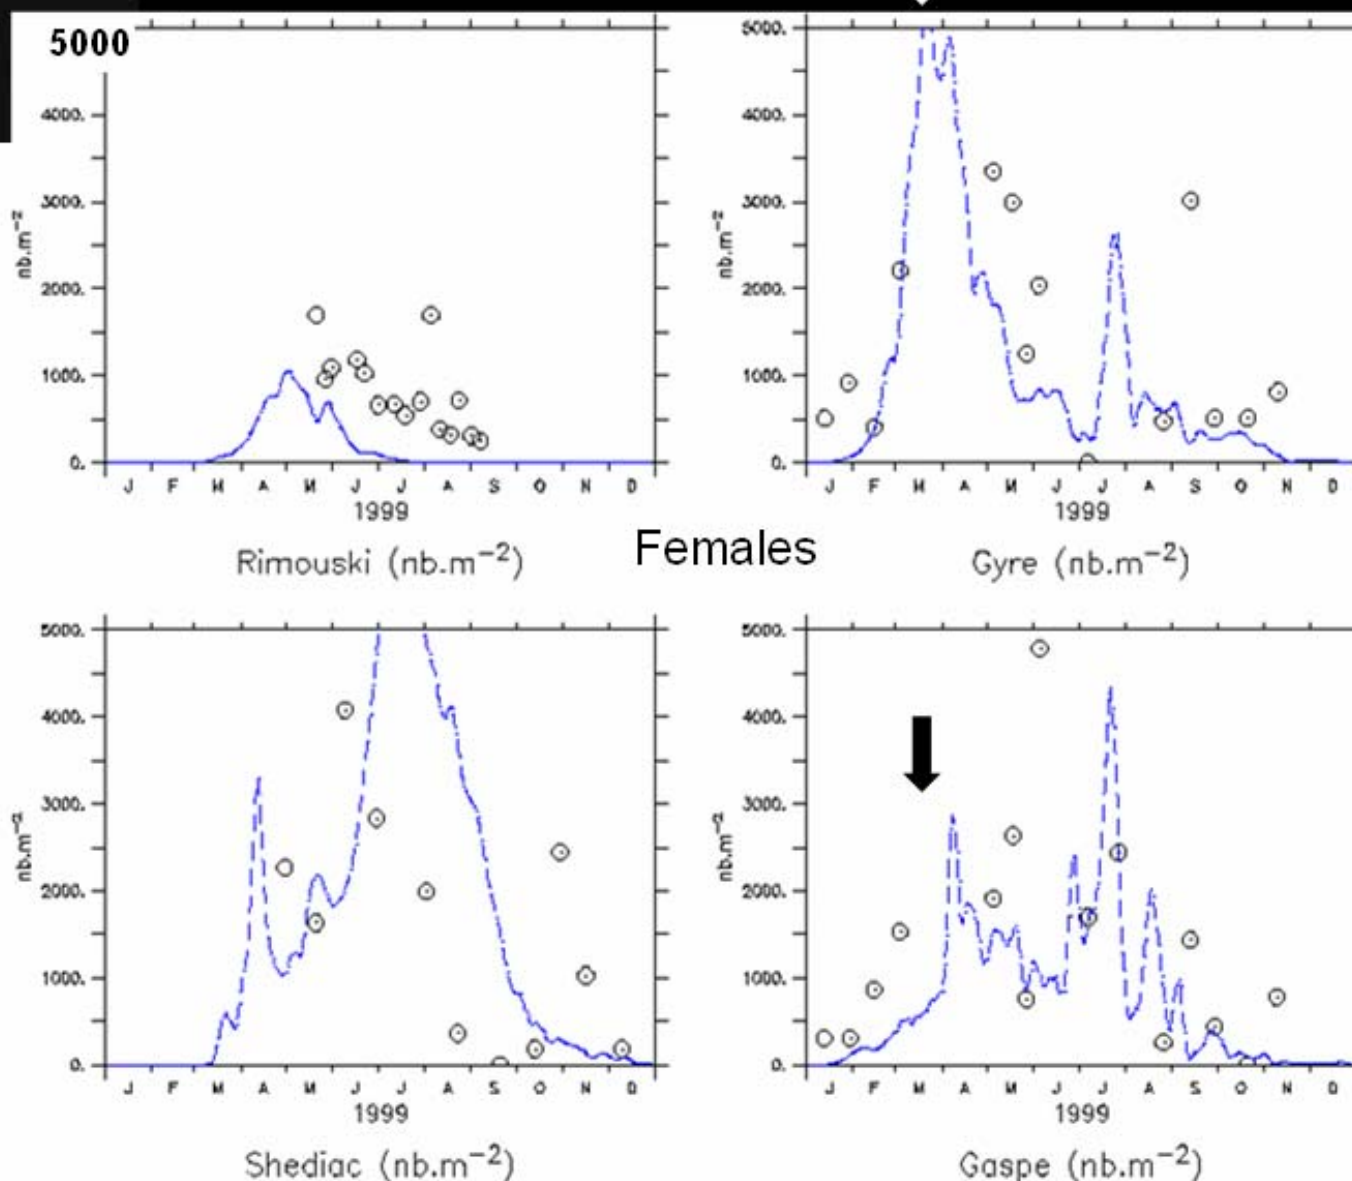 5000
4000.
3000.
2000.
1000.
0.
nb.m⁻²
J F M A M J J A S O N D
1999
Rimouski (nb.m⁻²)
5000.
4000.
3000.
2000.
1000.
0.
nb.m⁻²
J F M A M J J A S O N D
1999
Gyre (nb.m⁻²)
Females
5000.
4000.
3000.
2000.
1000.
0.
nb.m⁻²
J F M A M J J A S O N D
1999
Shediac (nb.m⁻²)
5000.
4000.
3000.
2000.
1000.
0.
nb.m⁻²
J F M A M J J A S O N D
1999
Gaspe (nb.m⁻²)